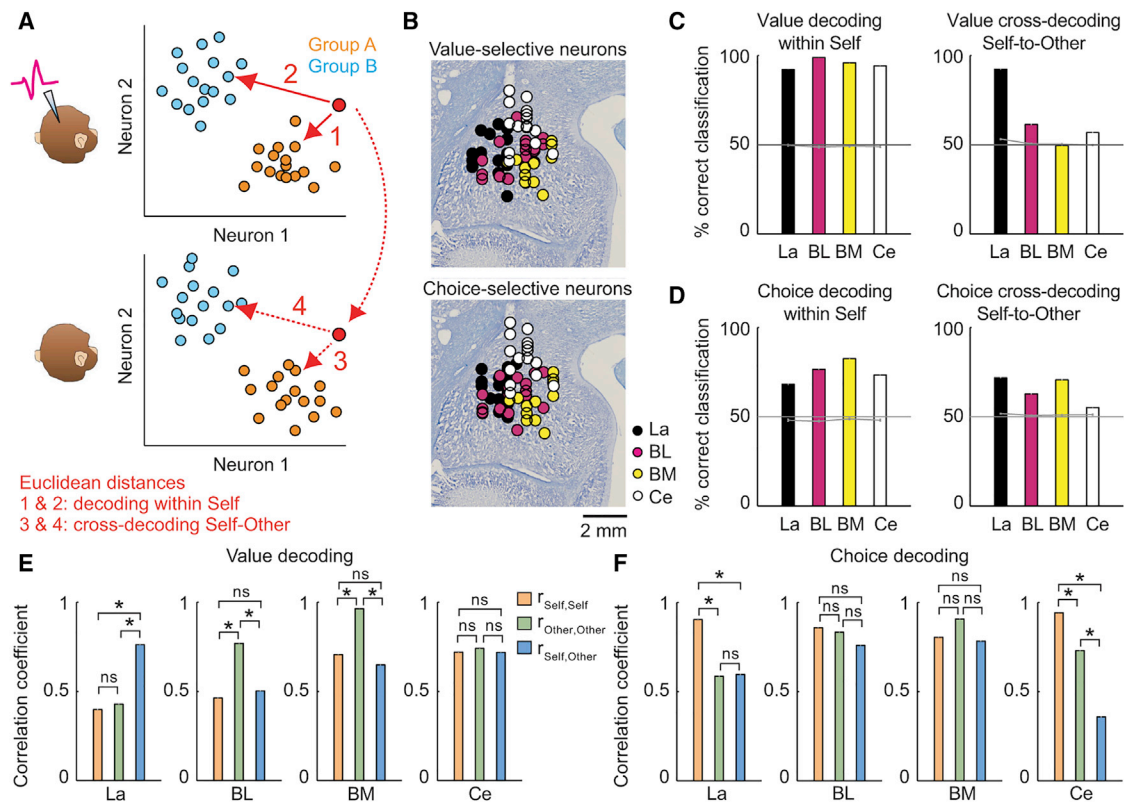 A
Group A
Group B
Neuron 2
2
1
Neuron 1
Neuron 2
4
3
Neuron 1
Euclidean distances
1 & 2: decoding within Self
3 & 4: cross-decoding Self-Other
B
Value-selective neurons
Choice-selective neurons
La
BL
BM
Ce
2 mm
C
Value decoding
within Self
% correct classification
100
50
0
La BL BM Ce
Value cross-decoding
Self-to-Other
100
50
0
La BL BM Ce
D
Choice decoding
within Self
% correct classification
100
50
0
La BL BM Ce
Choice cross-decoding
Self-to-Other
100
50
0
La BL BM Ce
E
Value decoding
Correlation coefficient
1
0.5
0
*
*
ns
La
1
0.5
0
ns
* *
BL
1
0.5
0
ns
* *
BM
1
0.5
0
ns
ns ns
Ce
rSelf,Self
rOther,Other
rSelf,Other
F
Choice decoding
Correlation coefficient
1
0.5
0
*
*
ns
La
1
0.5
0
ns
ns ns
BL
1
0.5
0
ns
ns ns
BM
1
0.5
0
*
*
*
Ce